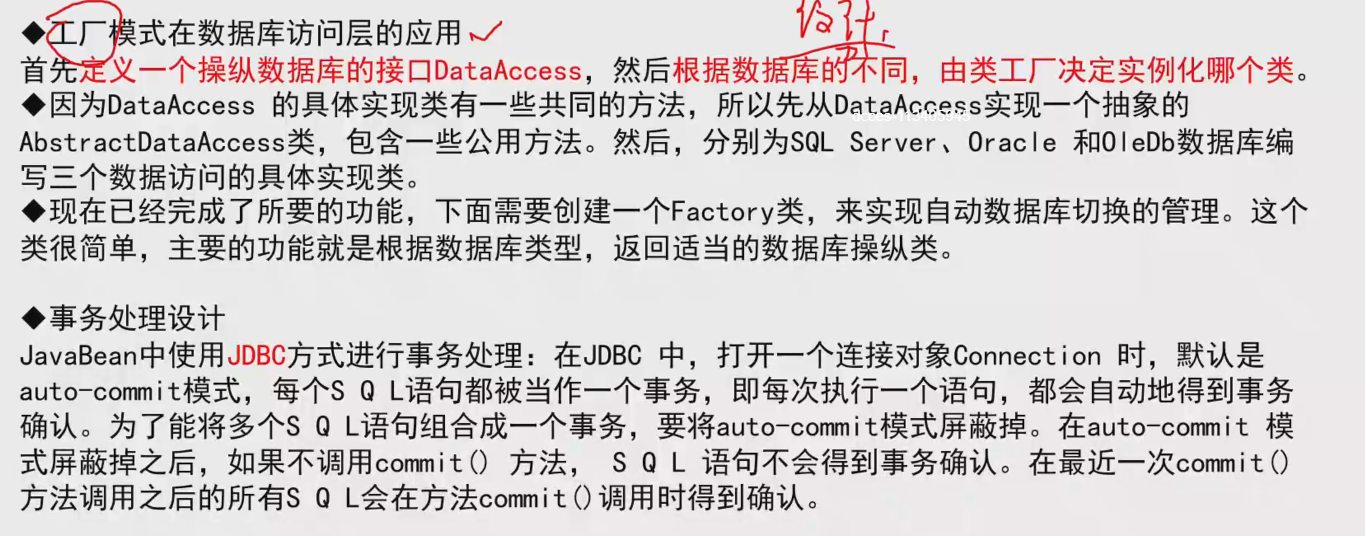 设计
◆工厂模式在数据库访问层的应用
首先定义一个操纵数据库的接口DataAccess，然后根据数据库的不同，由类工厂决定实例化哪个类。
◆因为DataAccess 的具体实现类有一些共同的方法，所以先从DataAccess实现一个抽象的
AbstractDataAccess类，包含一些公用方法。然后，分别为SQL Server、Oracle 和OleDb数据库编
写三个数据访问的具体实现类。
◆现在已经完成了所要的功能，下面需要创建一个Factory类，来实现自动数据库切换的管理。这个
类很简单，主要的功能就是根据数据库类型，返回适当的数据库操纵类。
◆事务处理设计
JavaBean中使用JDBC方式进行事务处理：在JDBC 中，打开一个连接对象Connection 时，默认是
auto-commit模式，每个S Q L语句都被当作一个事务，即每次执行一个语句，都会自动地得到事务
确认。为了能将多个S Q L语句组合成一个事务，要将auto-commit模式屏蔽掉。在auto-commit 模
式屏蔽掉之后，如果不调用commit() 方法， S Q L 语句不会得到事务确认。在最近一次commit()
方法调用之后的所有S Q L会在方法commit()调用时得到确认。